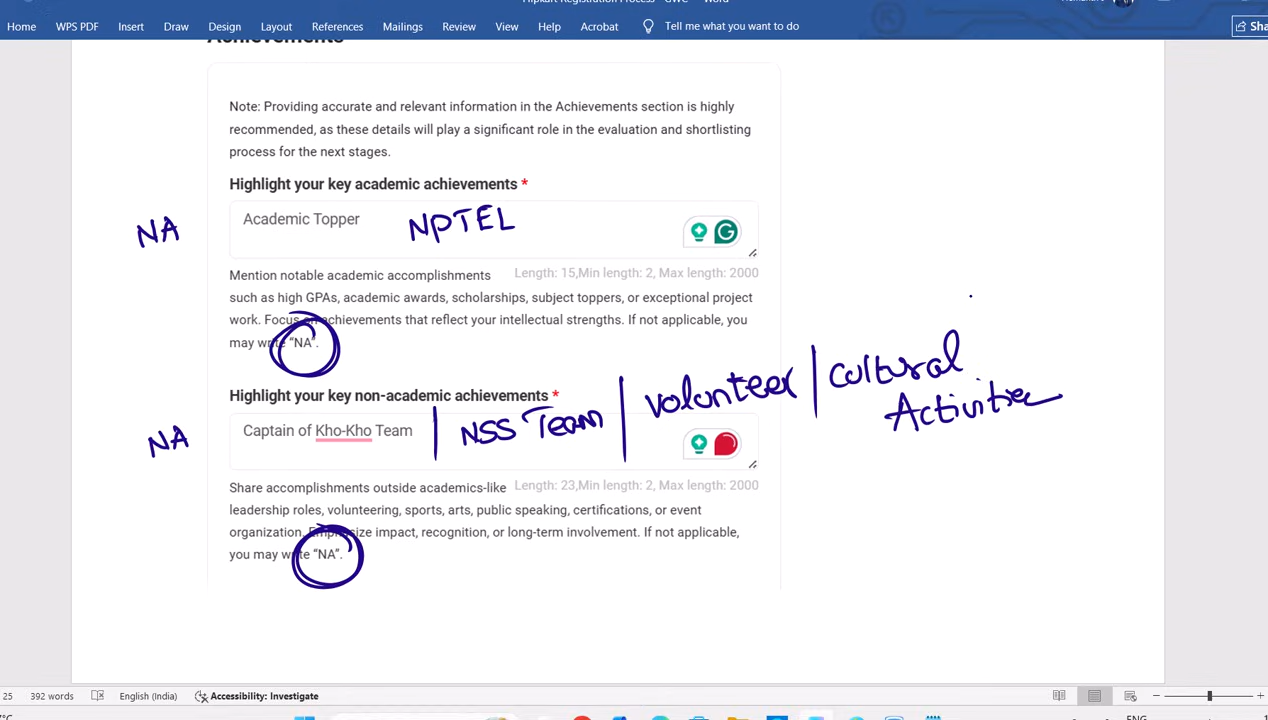 Home WPS PDF Insert Draw Design Layout References Mailings Review View Help Acrobat Tell me what you want to do
Note: Providing accurate and relevant information in the Achievements section is highly
recommended, as these details will play a significant role in the evaluation and shortlisting
process for the next stages.
Highlight your key academic achievements *
NA
Academic Topper NPTEL
Mention notable academic accomplishments Length: 15,Min length: 2, Max length: 2000
such as high GPAs, academic awards, scholarships, subject toppers, or exceptional project
work. Focus on achievements that reflect your intellectual strengths. If not applicable, you
may write “NA”.
Highlight your key non-academic achievements *
NA
Captain of Kho-Kho Team | NSS Team | volunteer | cultural
Activities
Share accomplishments outside academics-like Length: 23,Min length: 2, Max length: 2000
leadership roles, volunteering, sports, arts, public speaking, certifications, or event
organization. Emphasize impact, recognition, or long-term involvement. If not applicable,
you may write “NA”.
25 392 words English (India) Accessibility: Investigate
ENG